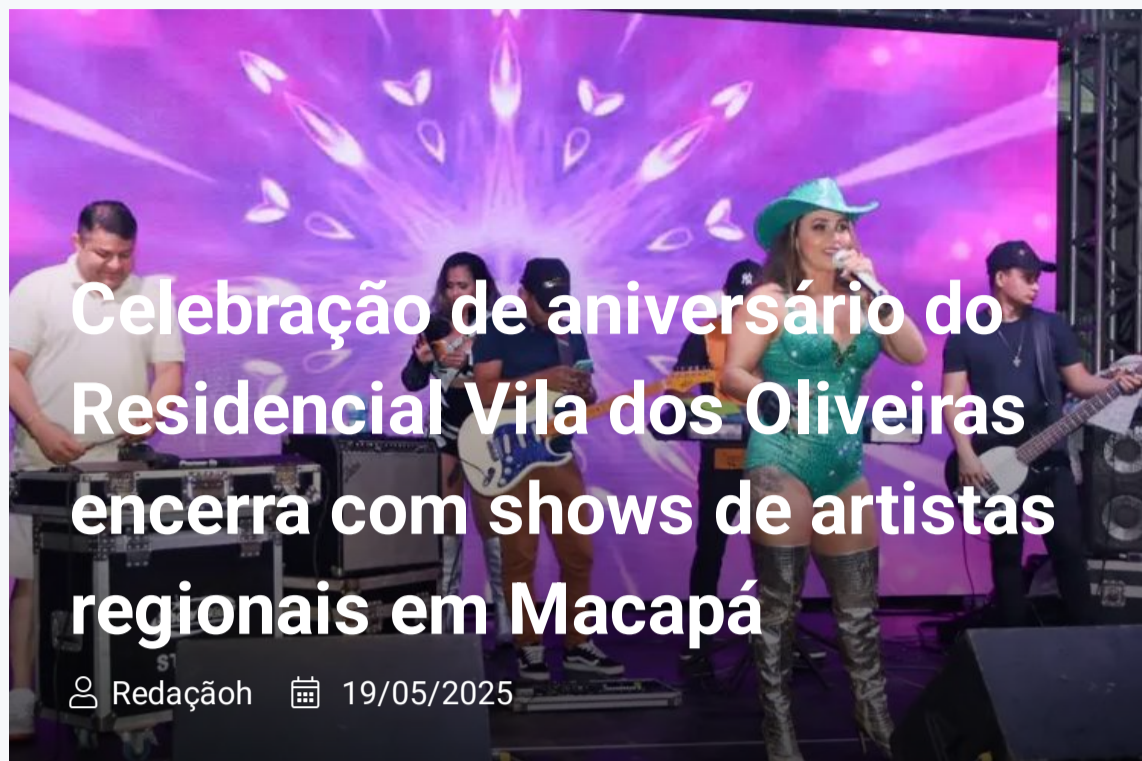 Celebração de aniversário do
Residencial Vila dos Oliveiras
encerra com shows de artistas
regionais em Macapá
Redaçãoh 19/05/2025